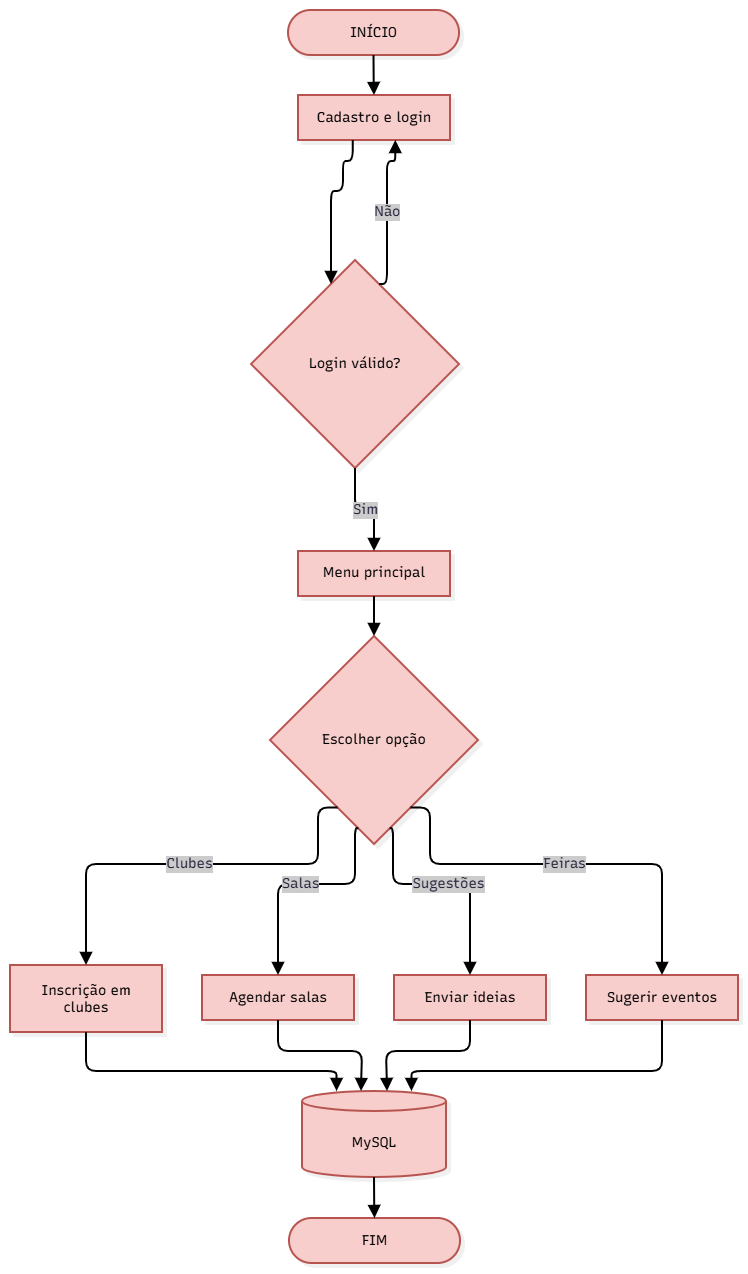 INÍCIO
Cadastro e login
Não
Login válido?
Sim
Menu principal
Escolher opção
Clubes
Salas
Sugestões
Feiras
Inscrição em
clubes
Agendar salas
Enviar ideias
Sugerir eventos
MySQL
FIM